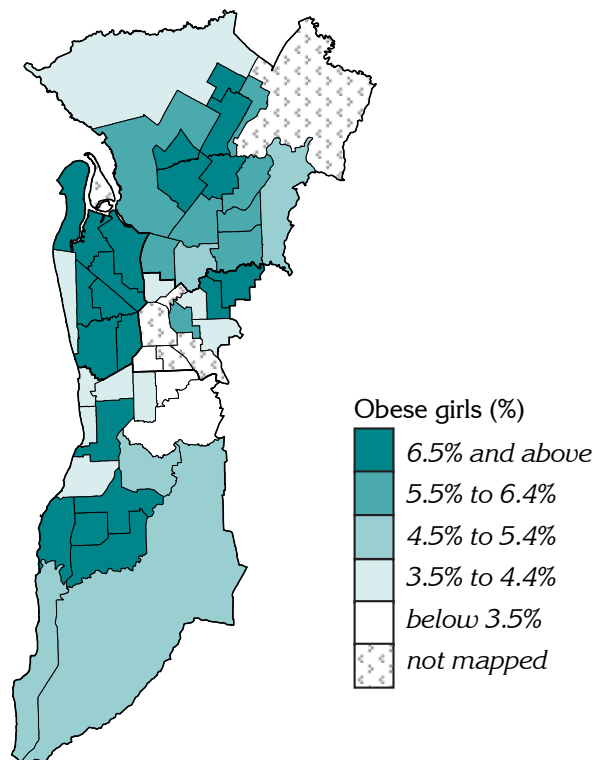 Obese girls (%)
6.5% and above
5.5% to 6.4%
4.5% to 5.4%
3.5% to 4.4%
below 3.5%
not mapped